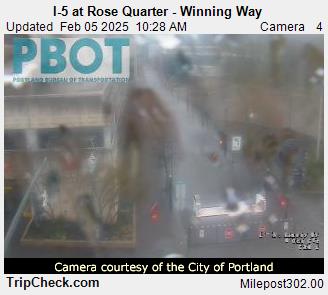 I-5 at Rose Quarter - Winning Way
Updated Feb 05 2025 10:28 AM Camera 4
PBOT
PORTLAND BUREAU OF TRANSPORTATION
Camera courtesy of the City of Portland
TripCheck.com Milepost302.00